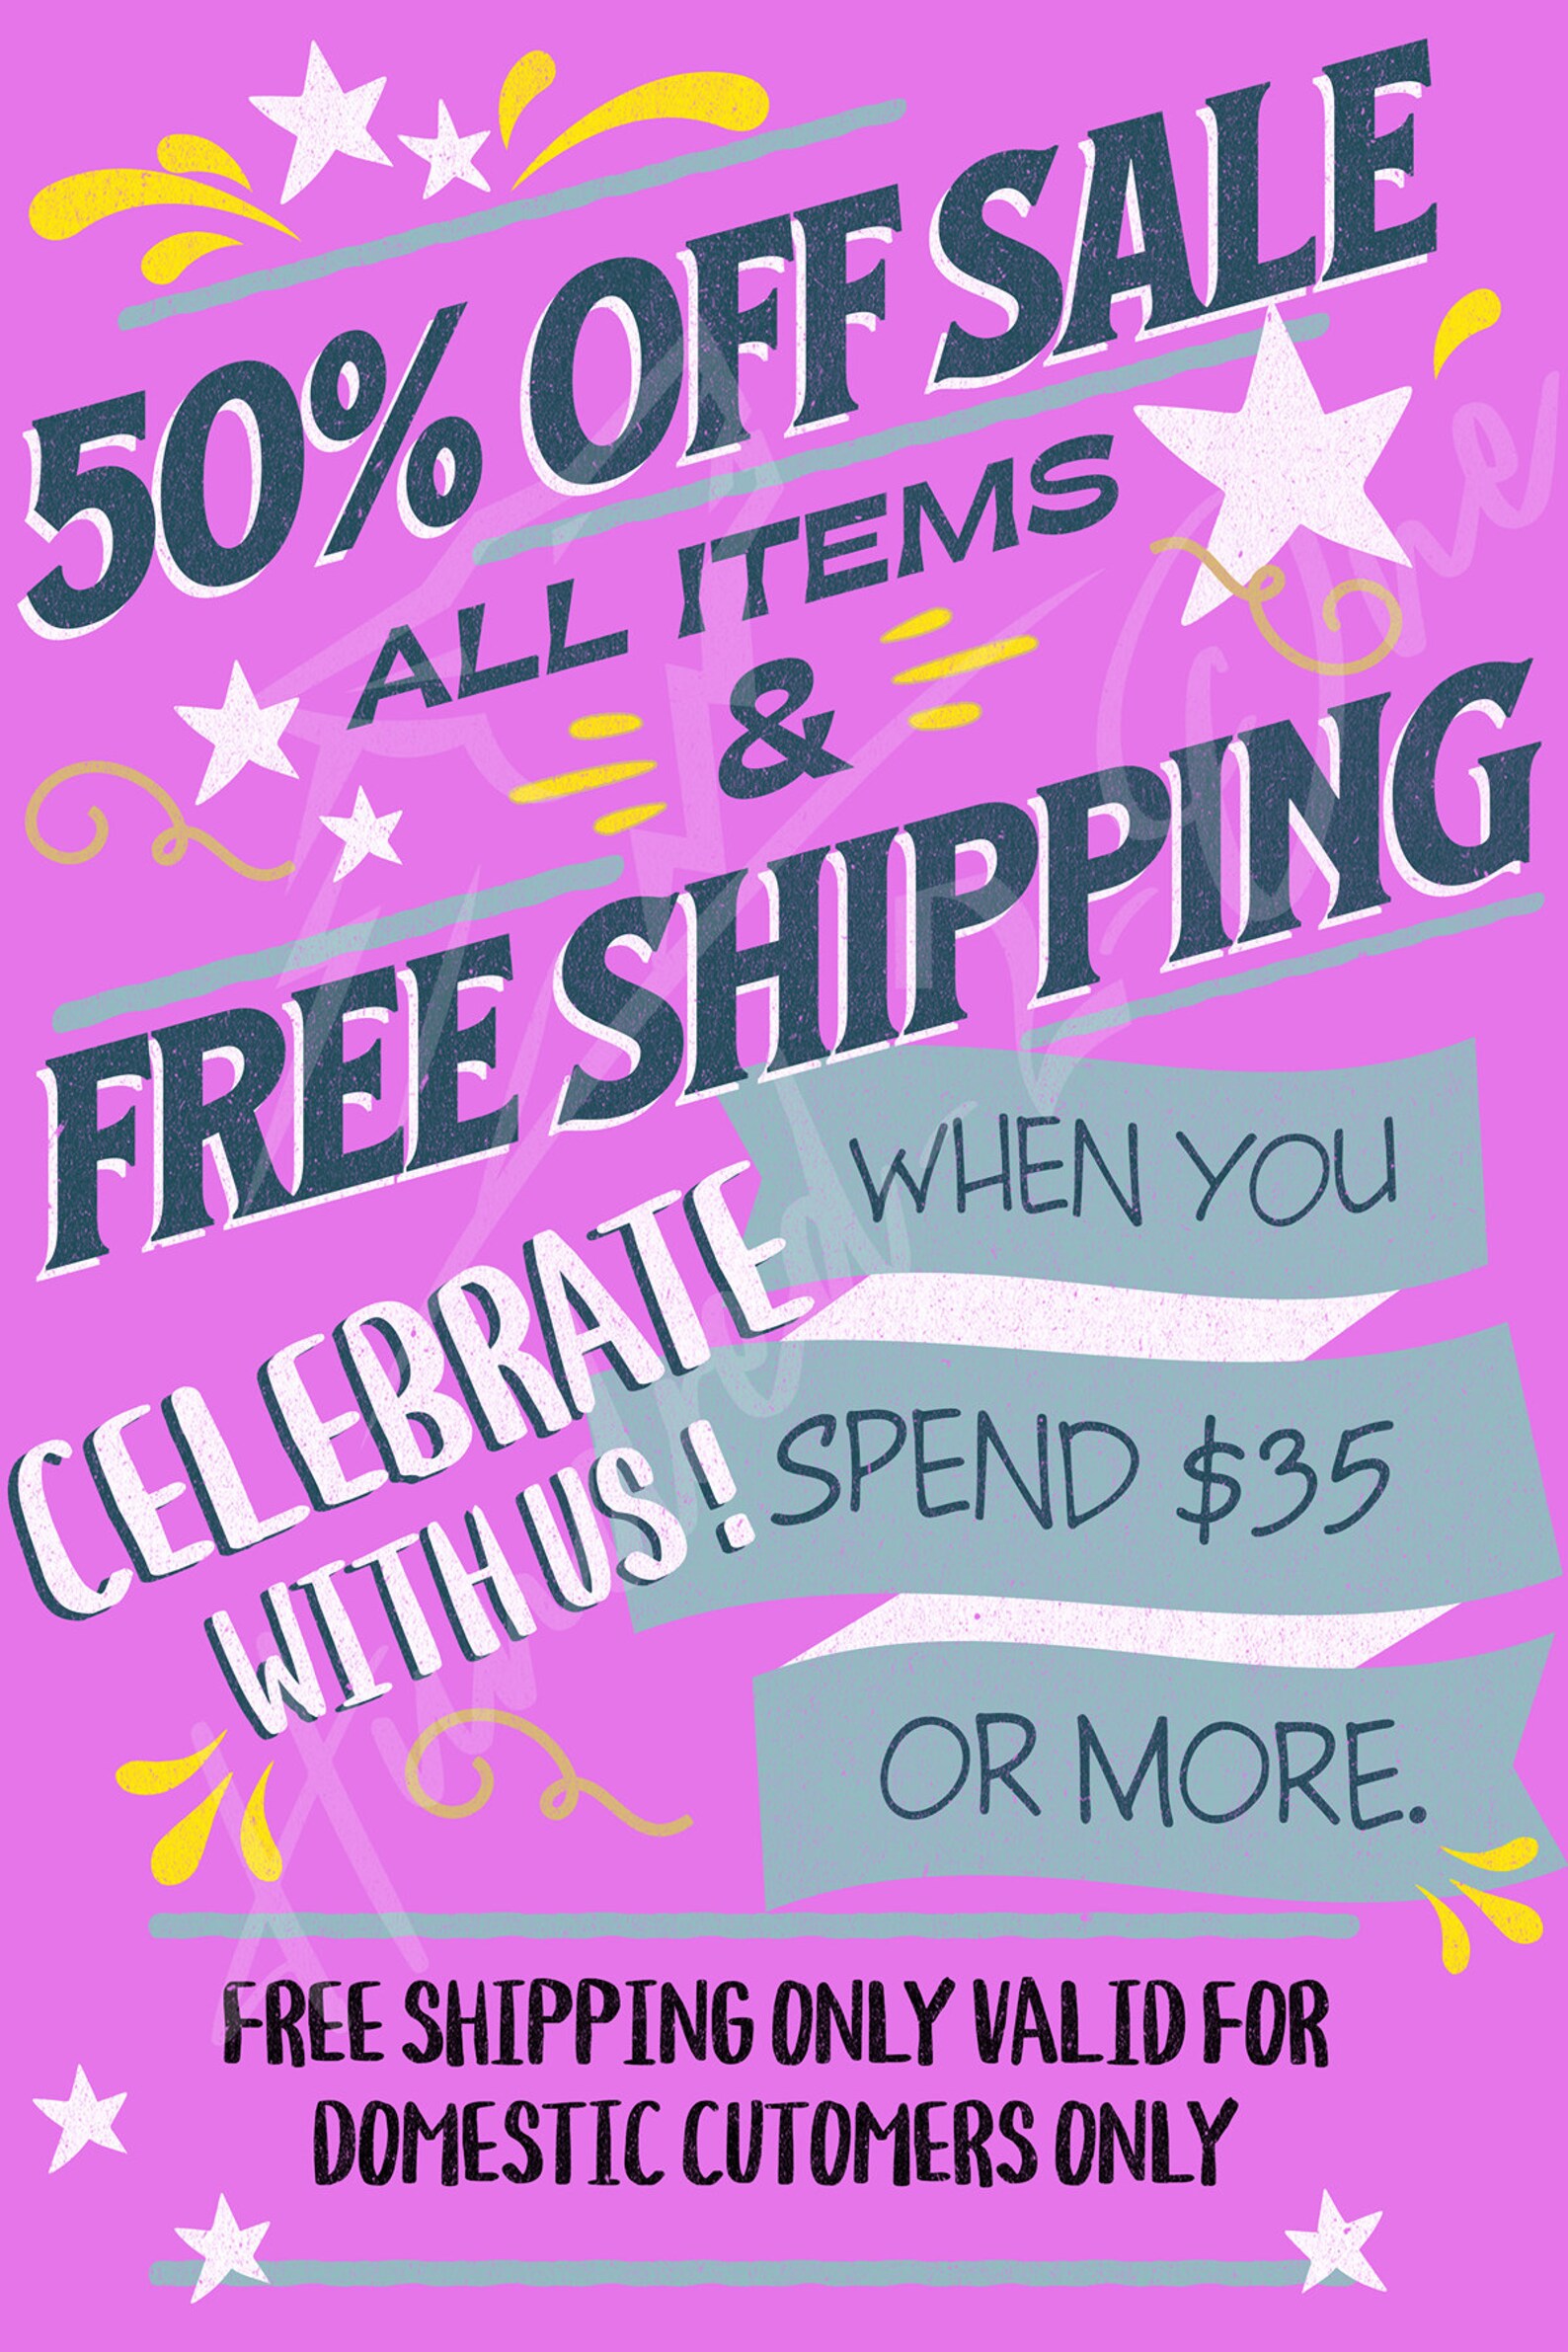 50% OFF SALE
ALL ITEMS
&
FREE SHIPPING
CELEBRATE
WITH US!
WHEN YOU
SPEND $35
OR MORE.
FREE SHIPPING ONLY VALID FOR
DOMESTIC CUTOMERS ONLY